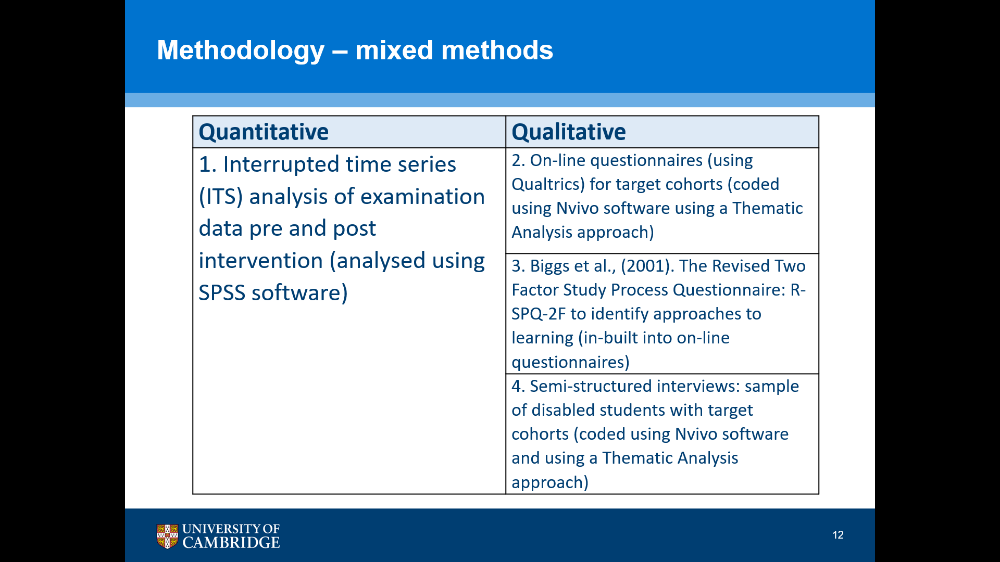 Methodology – mixed methods
Quantitative
1. Interrupted time series
(ITS) analysis of examination
data pre and post
intervention (analysed using
SPSS software)
Qualitative
2. On-line questionnaires (using
Qualtrics) for target cohorts (coded
using Nvivo software using a Thematic
Analysis approach)
3. Biggs et al., (2001). The Revised Two
Factor Study Process Questionnaire: R-
SPQ-2F to identify approaches to
learning (in-built into on-line
questionnaires)
4. Semi-structured interviews: sample
of disabled students with target
cohorts (coded using Nvivo software
and using a Thematic Analysis
approach)
UNIVERSITY OF
CAMBRIDGE
12